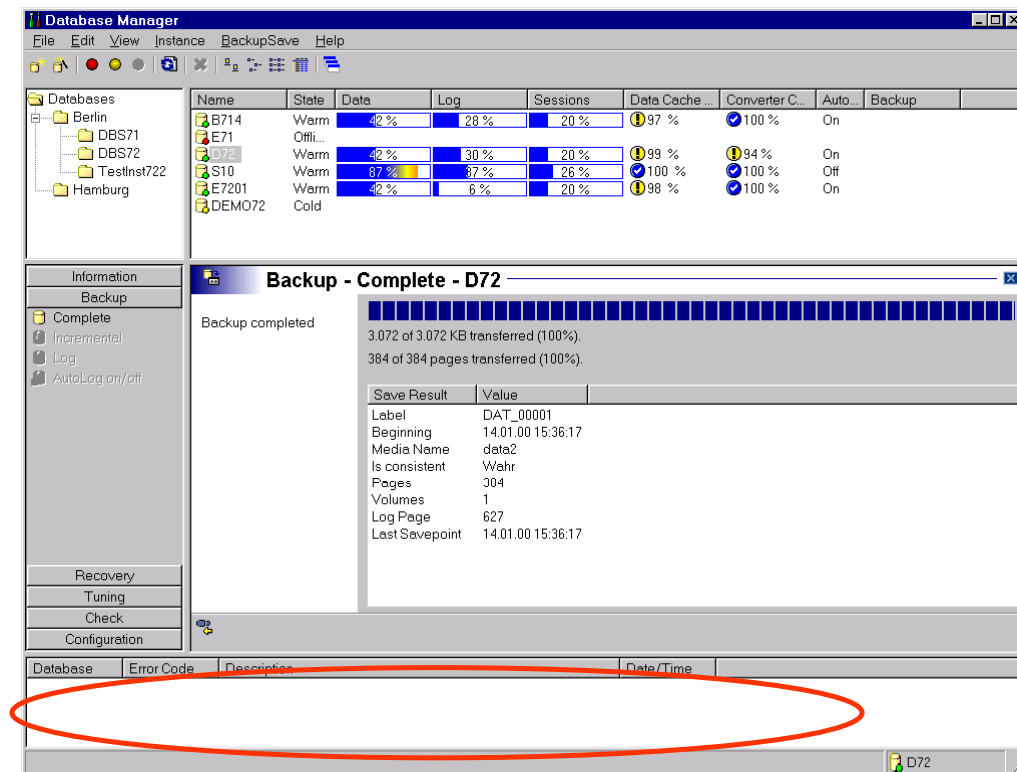 Database Manager
File Edit View Instance BackupSave Help
Databases
Berlin
DBS71
DBS72
TestInst722
Hamburg
Name State Data Log Sessions Data Cache ... Converter C... Auto... Backup
B714 Warm 42 % 28 % 20 % 97 % 100 % On
E71 Offli...
D72 Warm 42 % 30 % 20 % 99 % 94 % On
S10 Warm 87 % 37 % 26 % 100 % 100 % Off
E7201 Warm 42 % 6 % 20 % 98 % 100 % On
DEMO72 Cold
Information
Backup
Complete
Incremental
Log
AutoLog on/off
Recovery
Tuning
Check
Configuration
Backup - Complete - D72
Backup completed
3.072 of 3.072 KB transferred (100%).
384 of 384 pages transferred (100%).
Save Result Value
Label DAT_00001
Beginning 14.01.00 15:36:17
Media Name data2
Is consistent Wahr
Pages
Volumes 1
Log Page 627
Last Savepoint 14.01.00 15:36:17
Database Error Code Description Date/Time
D72